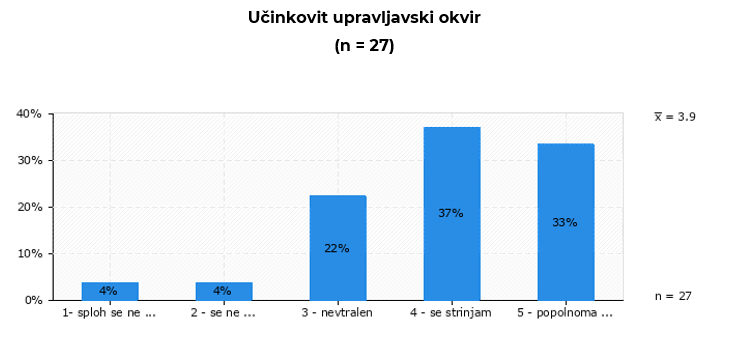 Učinkovit upravljavski okvir
(n = 27)
40%
x̅ = 3.9
30%
20%
10%
0%
4%
4%
22%
37%
33%
n = 27
1- sploh se ne ...
2 - se ne ...
3 - nevtralen
4 - se strinjam
5 - popolnoma ...